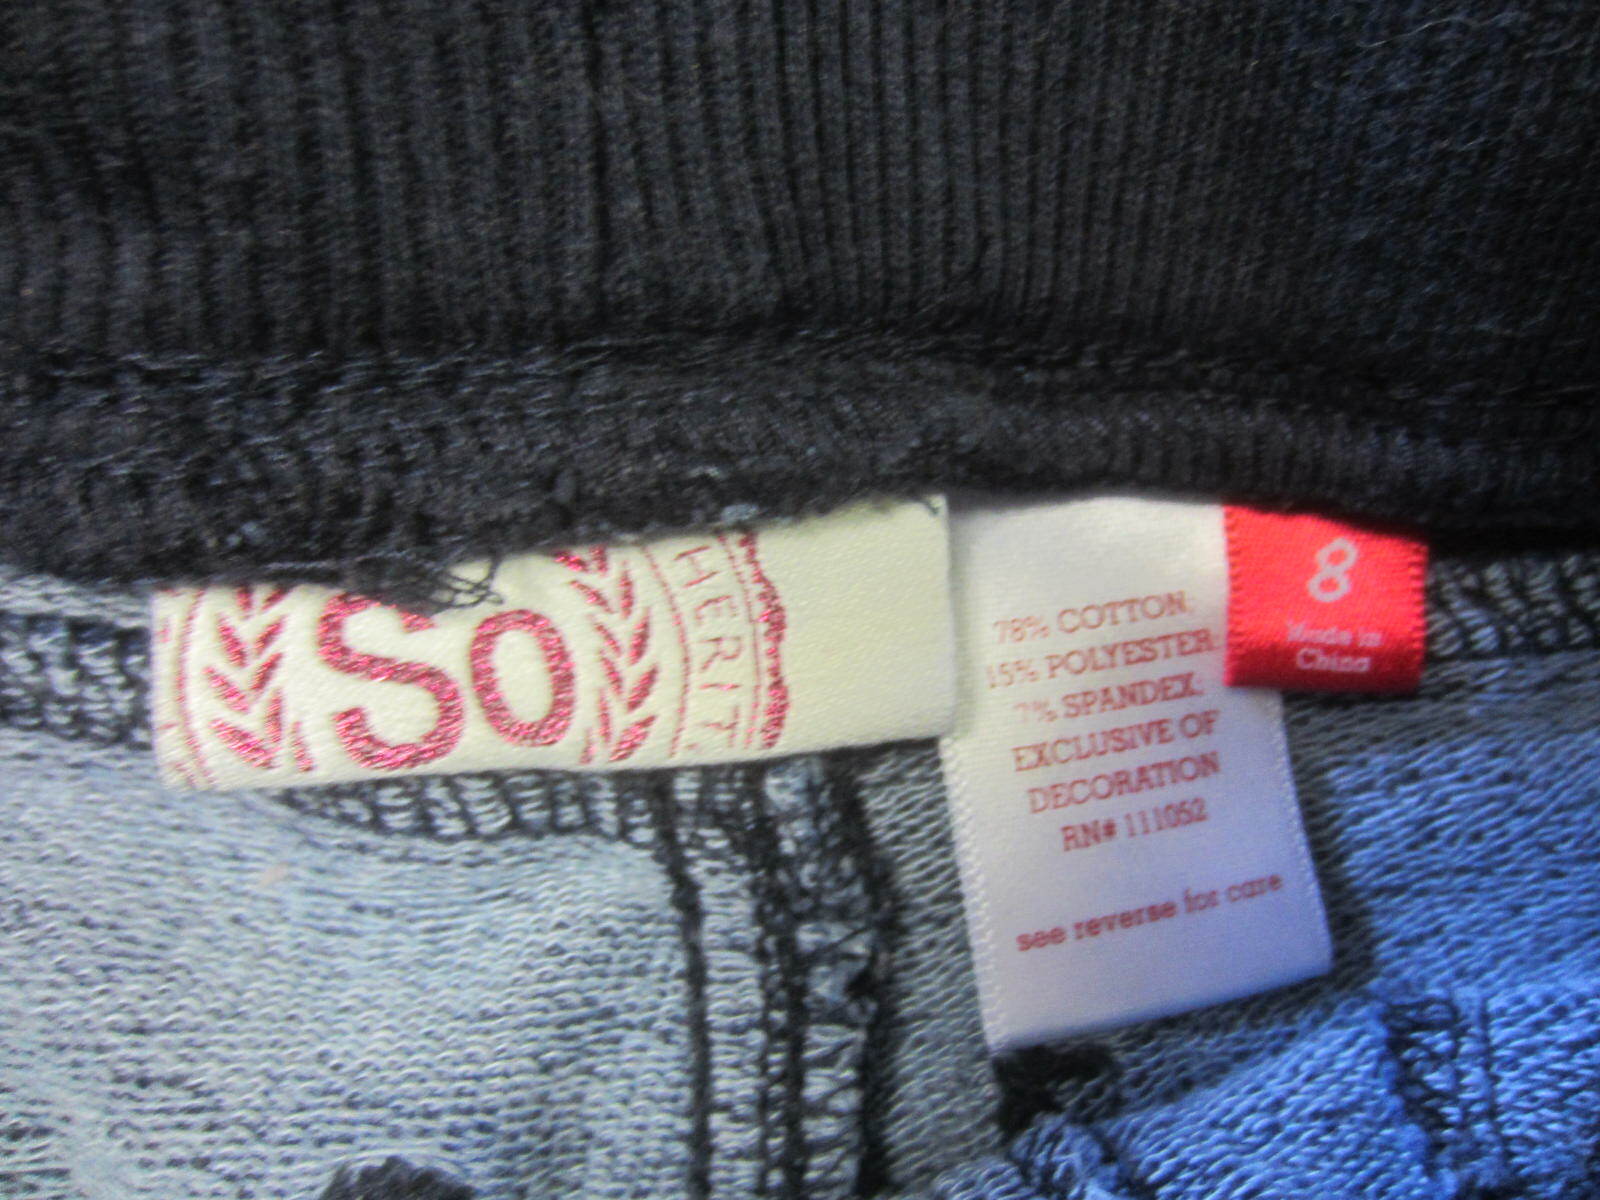 SO
HERIT
78% COTTON;
15% POLYESTER;
7% SPANDEX;
EXCLUSIVE OF
DECORATION
RN# 111052
see reverse for care
8
Made in
China